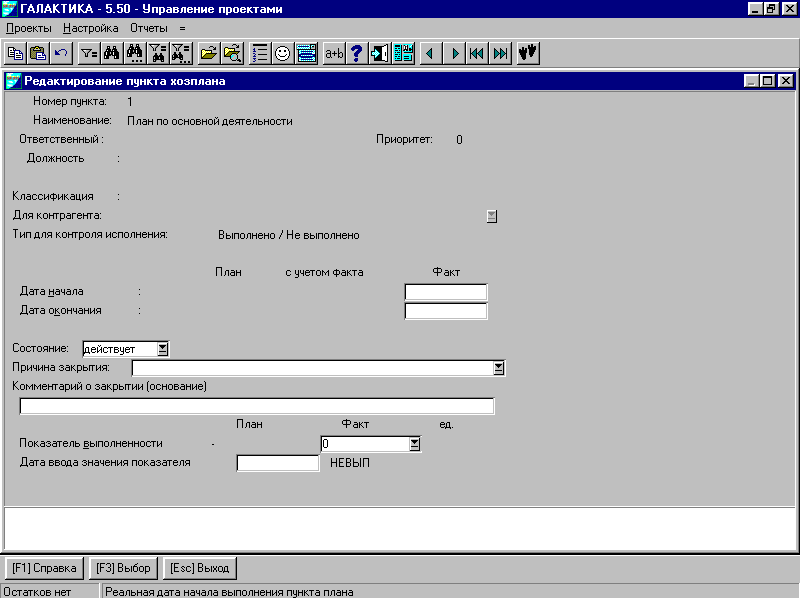 ГАЛАКТИКА - 5.50 - Управление проектами
Проекты Настройка Отчеты =
a+b ?
Редактирование пункта хозплана
Номер пункта: 1
Наименование: План по основной деятельности
Ответственный : Приоритет: 0
Должность :
Классификация :
Для контрагента:
Тип для контроля исполнения: Выполнено / Не выполнено
План с учетом факта Факт
Дата начала :
Дата окончания :
Состояние: действует
Причина закрытия:
Комментарий о закрытии (основание)
План Факт ед.
Показатель выполненности - 0
Дата ввода значения показателя НЕВЫП
[F1] Справка [F3] Выбор [Esc] Выход
Остатков нет Реальная дата начала выполнения пункта плана